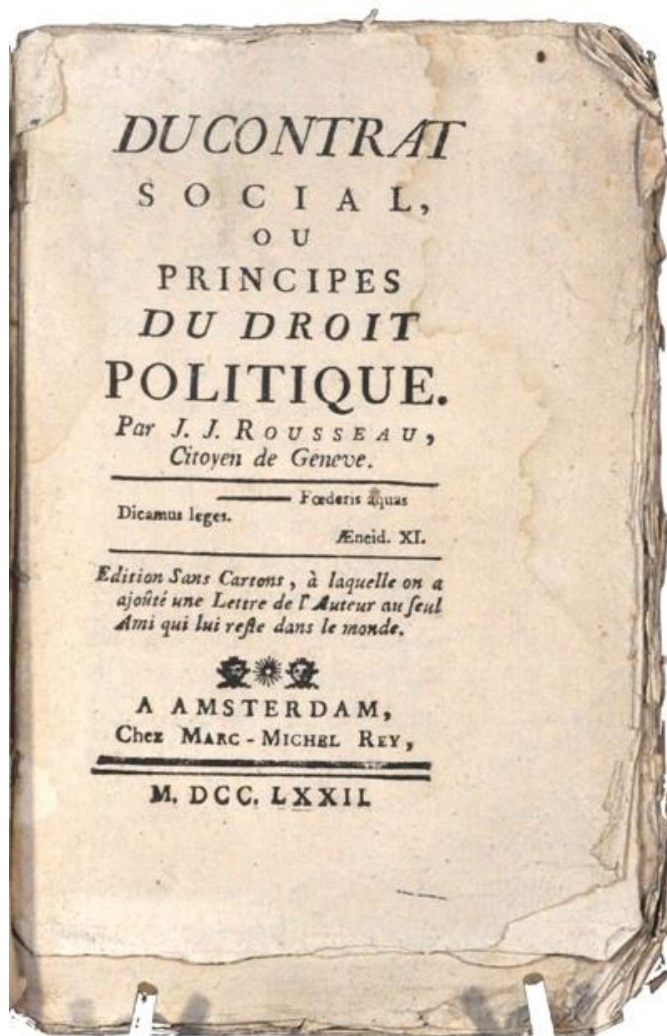 DU CONTRAT
SOCIAL,
OU
PRINCIPES
DU DROIT
POLITIQUE.
Par J. J. ROUSSEAU,
Citoyen de Geneve.
Fœderis æquas
Dicamus leges.
Æneid. XI.
Edition Sans Cartons, à laquelle on a
ajoûté une Lettre de l'Auteur au ſeul
Ami qui lui reſte dans le monde.
A AMSTERDAM,
Chez MARC-MICHEL REY,
M. DCC. LXXII.